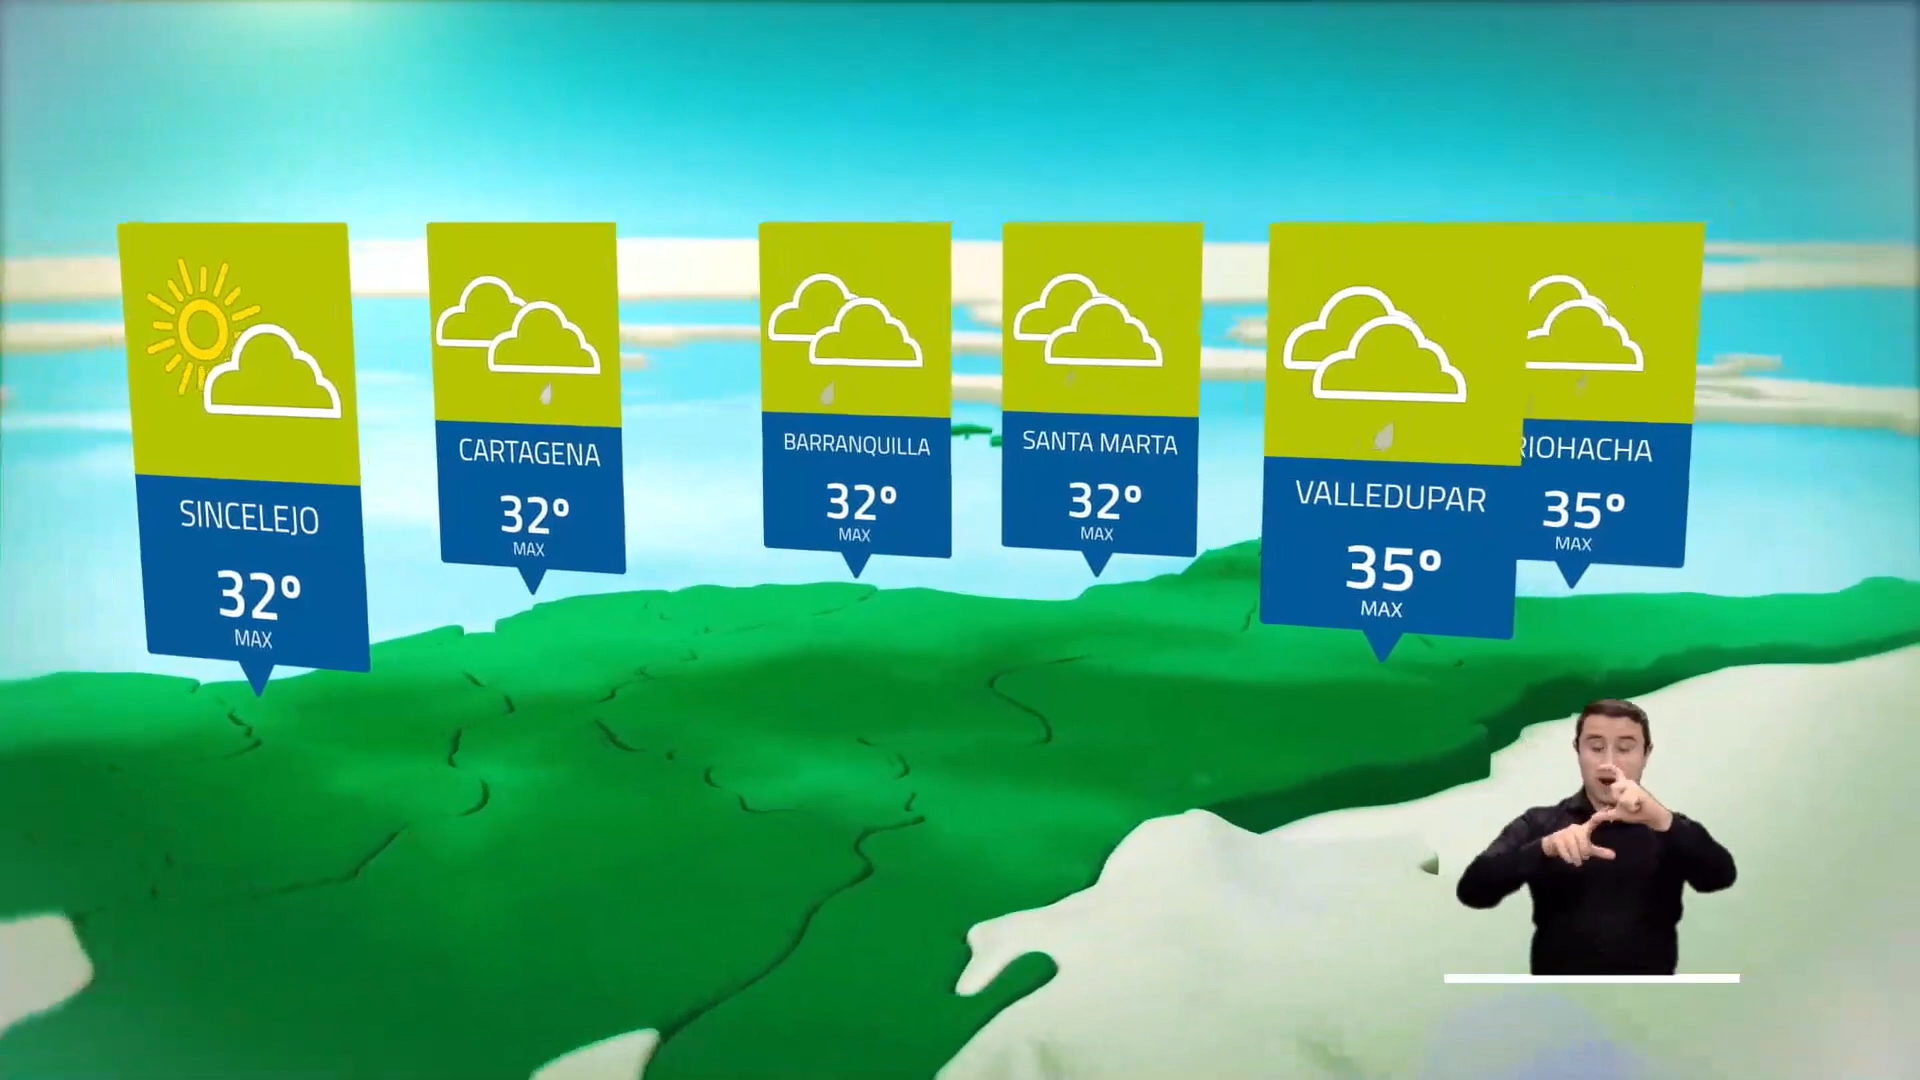 SINCELEJO
32°
MAX
CARTAGENA
32°
MAX
BARRANQUILLA
32°
MAX
SANTA MARTA
32°
MAX
VALLEDUPAR
35°
MAX
RIOHACHA
35°
MAX